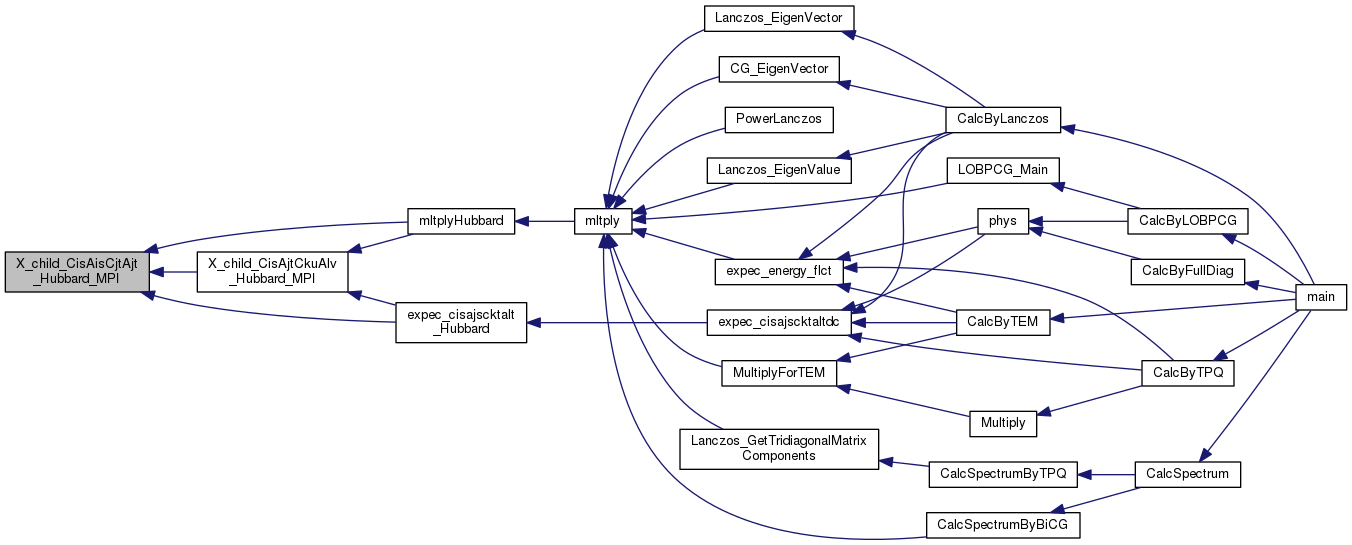 X_child_CisAisCjtAjt
_Hubbard_MPI
mltplyHubbard
X_child_CisAjtCkuAlv
_Hubbard_MPI
expec_cisajscktalt
_Hubbard
mltply
Lanczos_EigenVector
CG_EigenVector
PowerLanczos
Lanczos_EigenValue
expec_energy_flct
expec_cisajscktaltdc
MultiplyForTEM
Lanczos_GetTridiagonalMatrix
Components
CalcByLanczos
LOBPCG_Main
phys
CalcByTEM
Multiply
CalcSpectrumByTPQ
CalcSpectrumByBiCG
CalcByLOBPCG
CalcByFullDiag
CalcByTPQ
CalcSpectrum
main